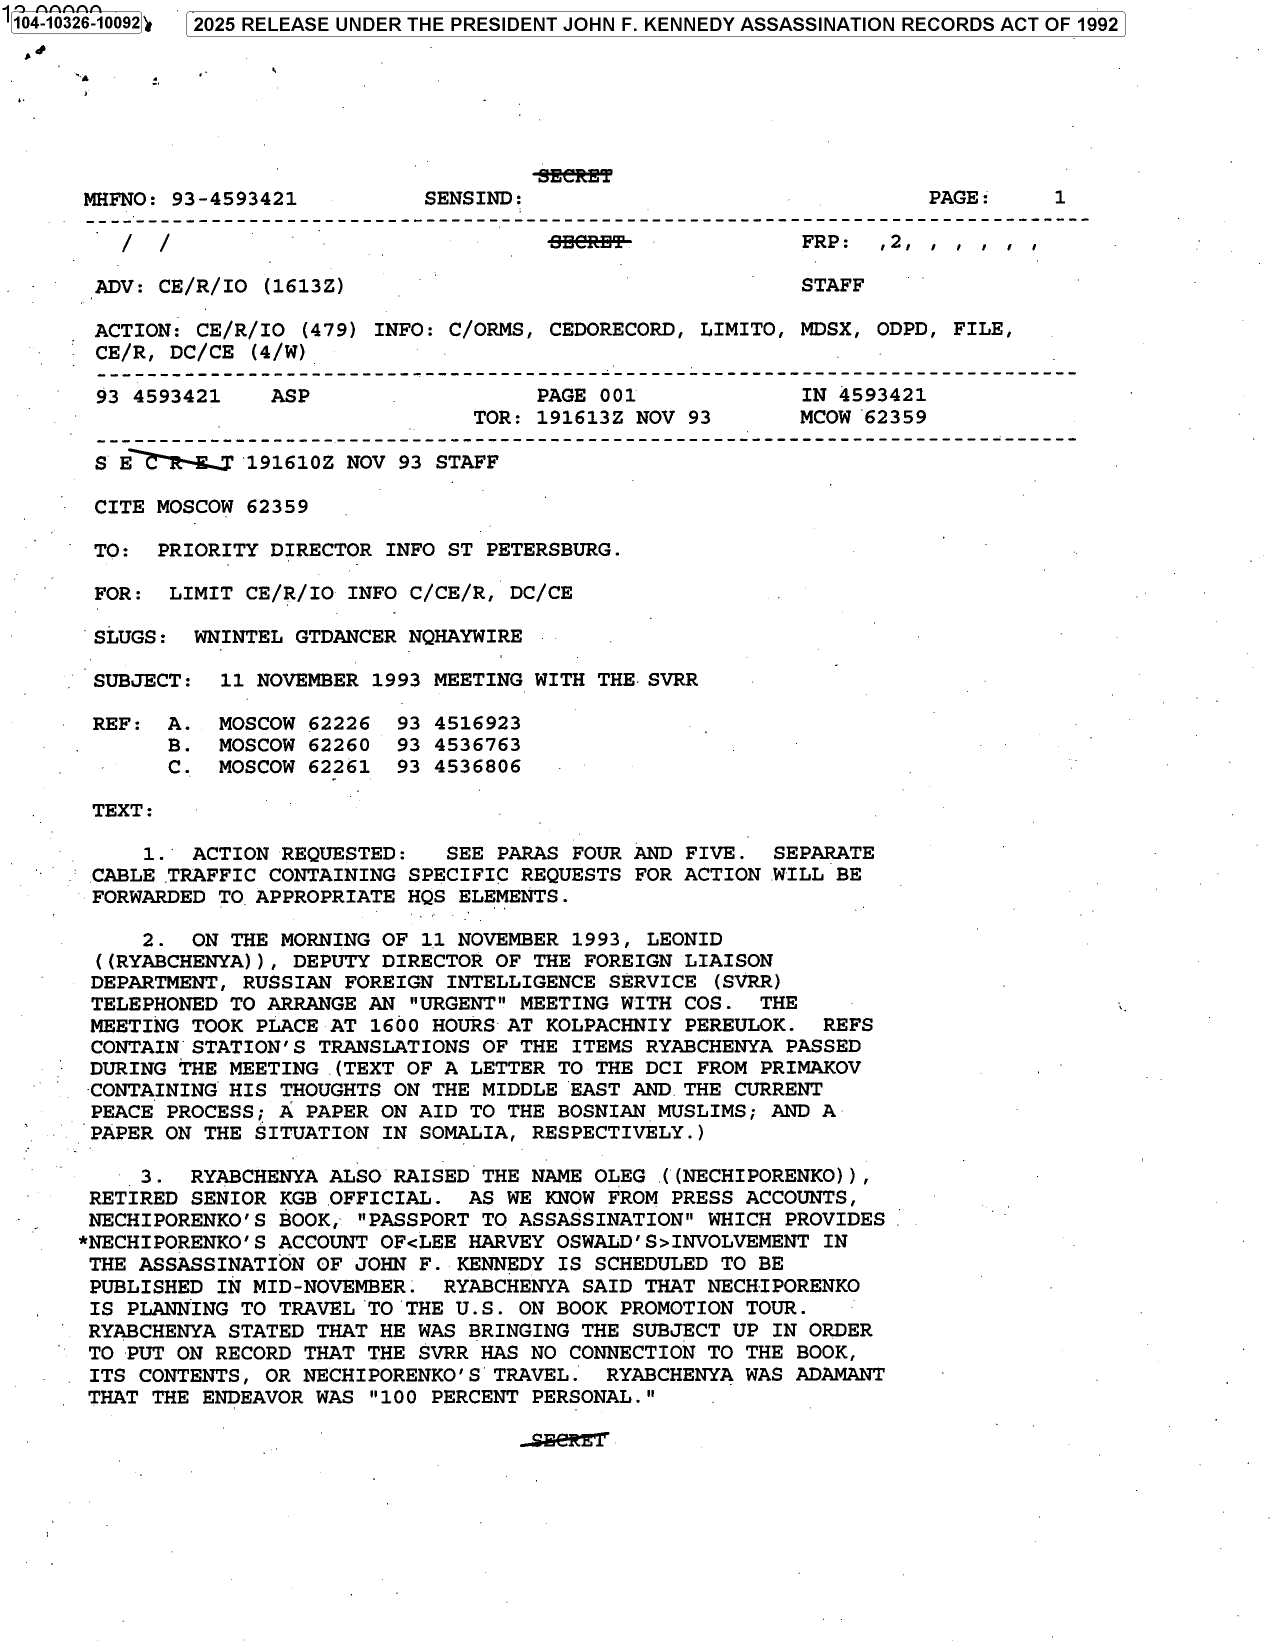 104-10326-10092
2025 RELEASE UNDER THE PRESIDENT JOHN F. KENNEDY ASSASSINATION RECORDS ACT OF 1992
SECRET
MHFNO: 93-4593421 SENSIND: PAGE: 1
--------------------------------------------------------------------------------
/ / SECRET FRP: ,2, , , , , ,
ADV: CE/R/IO (1613Z) STAFF
ACTION: CE/R/IO (479) INFO: C/ORMS, CEDORECORD, LIMITO, MDSX, ODPD, FILE,
CE/R, DC/CE (4/W)
------------------------------------------------------------------------------
93 4593421 ASP PAGE 001 IN 4593421
TOR: 191613Z NOV 93 MCOW 62359
------------------------------------------------------------------------------
S E C R E T 191610Z NOV 93 STAFF
CITE MOSCOW 62359
TO: PRIORITY DIRECTOR INFO ST PETERSBURG.
FOR: LIMIT CE/R/IO INFO C/CE/R, DC/CE
SLUGS: WNINTEL GTDANCER NQHAYWIRE
SUBJECT: 11 NOVEMBER 1993 MEETING WITH THE SVRR
REF: A. MOSCOW 62226 93 4516923
B. MOSCOW 62260 93 4536763
C. MOSCOW 62261 93 4536806
TEXT:
1. ACTION REQUESTED: SEE PARAS FOUR AND FIVE. SEPARATE
CABLE TRAFFIC CONTAINING SPECIFIC REQUESTS FOR ACTION WILL BE
FORWARDED TO APPROPRIATE HQS ELEMENTS.
2. ON THE MORNING OF 11 NOVEMBER 1993, LEONID
((RYABCHENYA)), DEPUTY DIRECTOR OF THE FOREIGN LIAISON
DEPARTMENT, RUSSIAN FOREIGN INTELLIGENCE SERVICE (SVRR)
TELEPHONED TO ARRANGE AN "URGENT" MEETING WITH COS. THE
MEETING TOOK PLACE AT 1600 HOURS AT KOLPACHNIY PEREULOK. REFS
CONTAIN STATION'S TRANSLATIONS OF THE ITEMS RYABCHENYA PASSED
DURING THE MEETING (TEXT OF A LETTER TO THE DCI FROM PRIMAKOV
CONTAINING HIS THOUGHTS ON THE MIDDLE EAST AND THE CURRENT
PEACE PROCESS; A PAPER ON AID TO THE BOSNIAN MUSLIMS; AND A
PAPER ON THE SITUATION IN SOMALIA, RESPECTIVELY.)
3. RYABCHENYA ALSO RAISED THE NAME OLEG ((NECHIPORENKO)),
RETIRED SENIOR KGB OFFICIAL. AS WE KNOW FROM PRESS ACCOUNTS,
NECHIPORENKO'S BOOK, "PASSPORT TO ASSASSINATION" WHICH PROVIDES
*NECHIPORENKO'S ACCOUNT OF<LEE HARVEY OSWALD'S>INVOLVEMENT IN
THE ASSASSINATION OF JOHN F. KENNEDY IS SCHEDULED TO BE
PUBLISHED IN MID-NOVEMBER. RYABCHENYA SAID THAT NECHIPORENKO
IS PLANNING TO TRAVEL TO THE U.S. ON BOOK PROMOTION TOUR.
RYABCHENYA STATED THAT HE WAS BRINGING THE SUBJECT UP IN ORDER
TO PUT ON RECORD THAT THE SVRR HAS NO CONNECTION TO THE BOOK,
ITS CONTENTS, OR NECHIPORENKO'S TRAVEL. RYABCHENYA WAS ADAMANT
THAT THE ENDEAVOR WAS "100 PERCENT PERSONAL."
SECRET